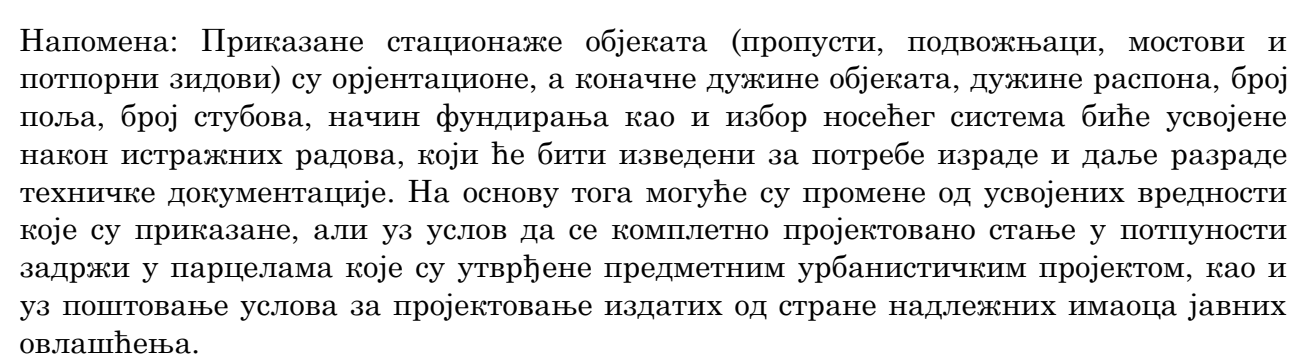 Напомена: Приказане стационаже објеката (пропусти, подвожњаци, мостови и
потпорни зидови) су орјентационе, а коначне дужине објеката, дужине распона, број
поља, број стубова, начин фундирања као и избор носећег система биће усвојене
након истражних радова, који ће бити изведени за потребе израде и даље разраде
техничке документације. На основу тога могуће су промене од усвојених вредности
које су приказане, али уз услов да се комплетно пројектовано стање у потпуности
задржи у парцелама које су утврђене предметним урбанистичким пројектом, као и
уз поштовање услова за пројектовање издатих од стране надлежних имаоца јавних
овлашћења.